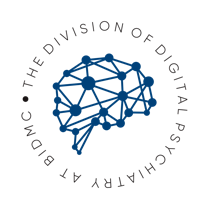 THE DIVISION OF DIGITAL PSYCHIATRY AT BIDMC •